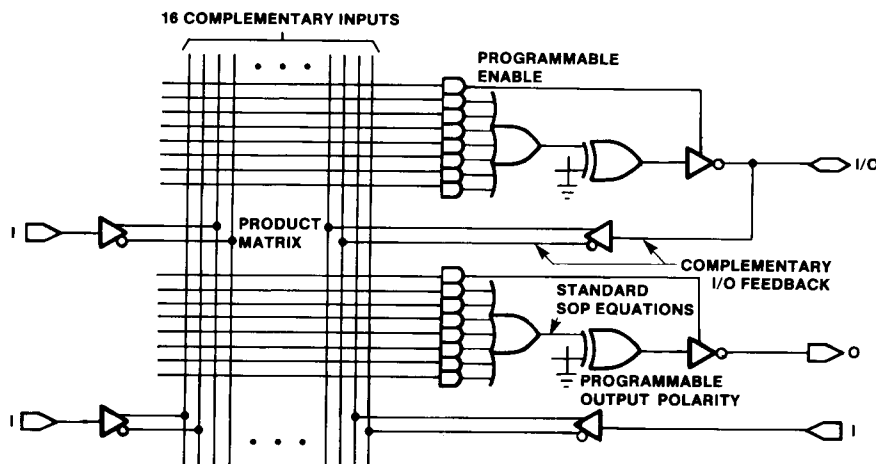 16 COMPLEMENTARY INPUTS
PROGRAMMABLE
ENABLE
I/O
I
PRODUCT
MATRIX
COMPLEMENTARY
I/O FEEDBACK
STANDARD
SOP EQUATIONS
O
PROGRAMMABLE
OUTPUT POLARITY
I
I